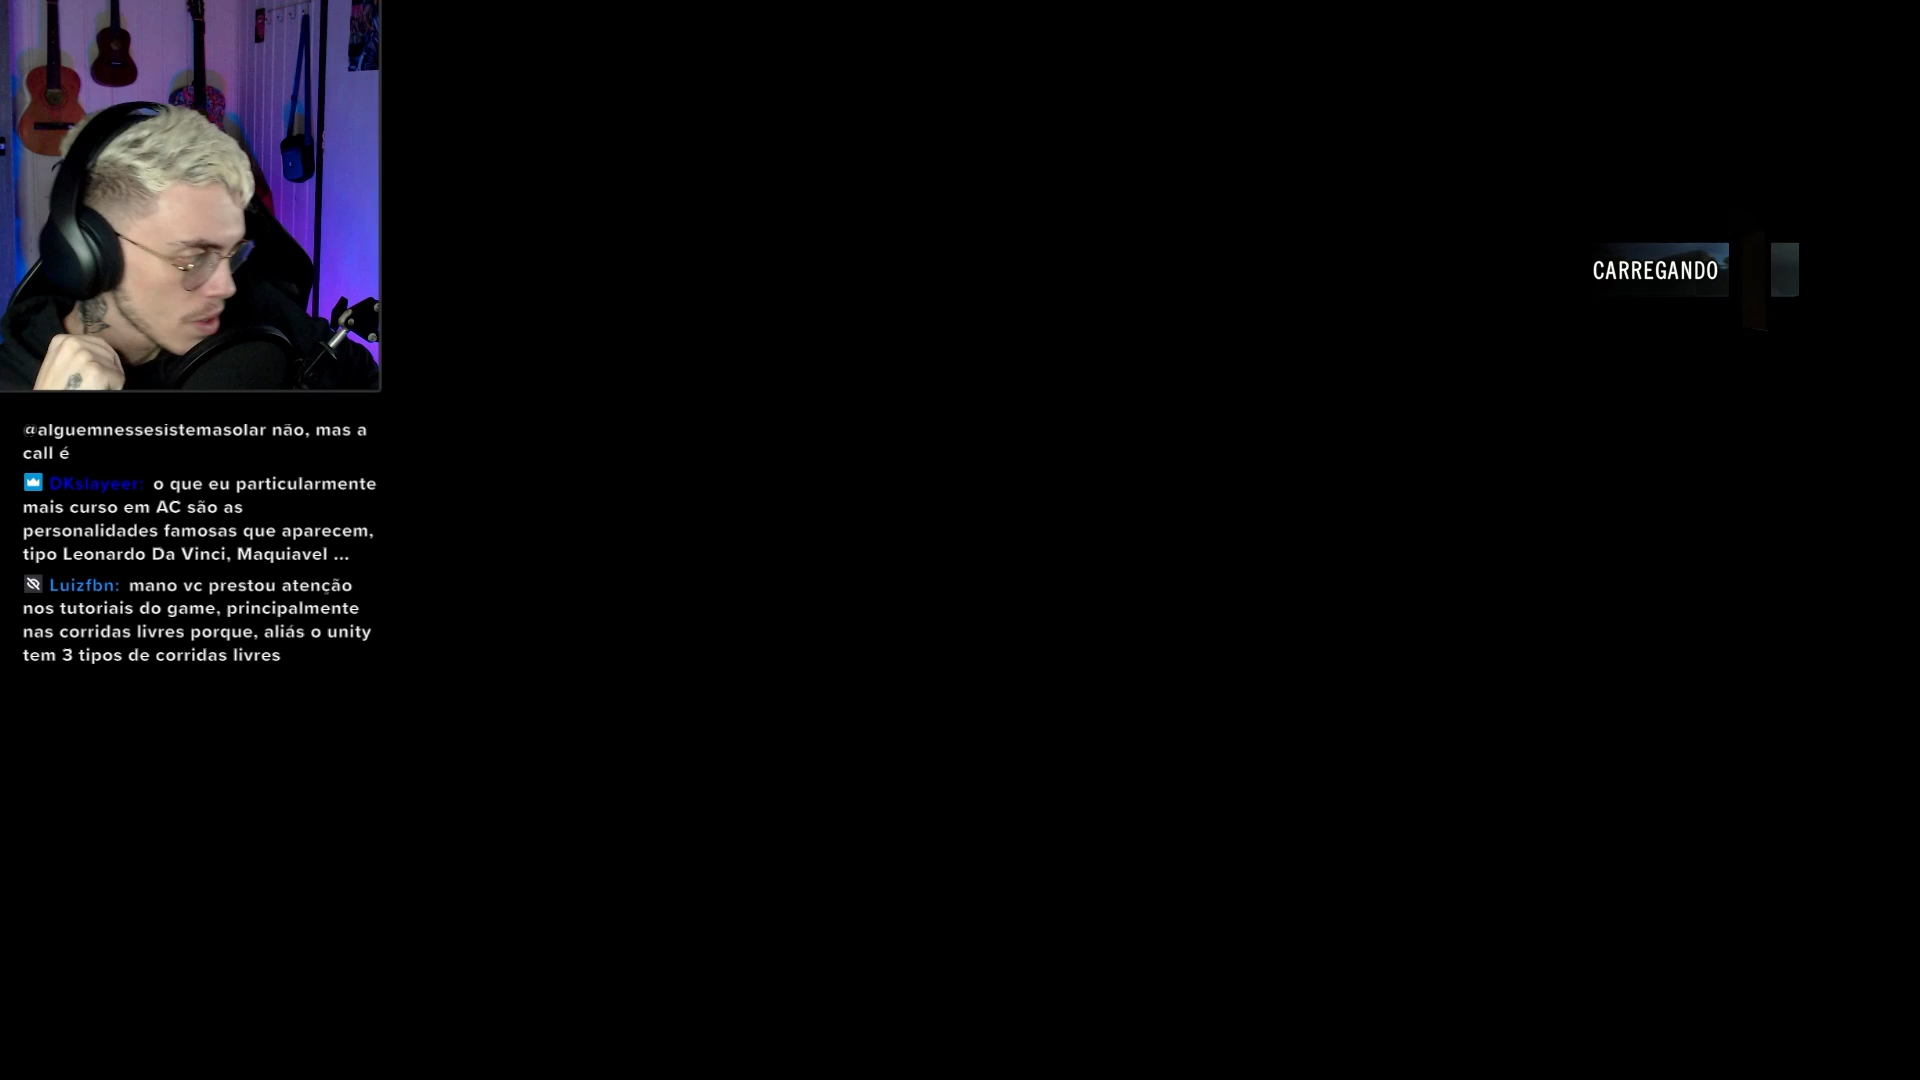 @alguemnessesistemasolar não, mas a
call é
DKslayeer: o que eu particularmente
mais curso em AC são as
personalidades famosas que aparecem,
tipo Leonardo Da Vinci, Maquiavel ...
Luizfbn: mano vc prestou atenção
nos tutoriais do game, principalmente
nas corridas livres porque, aliás o unity
tem 3 tipos de corridas livres
CARREGANDO